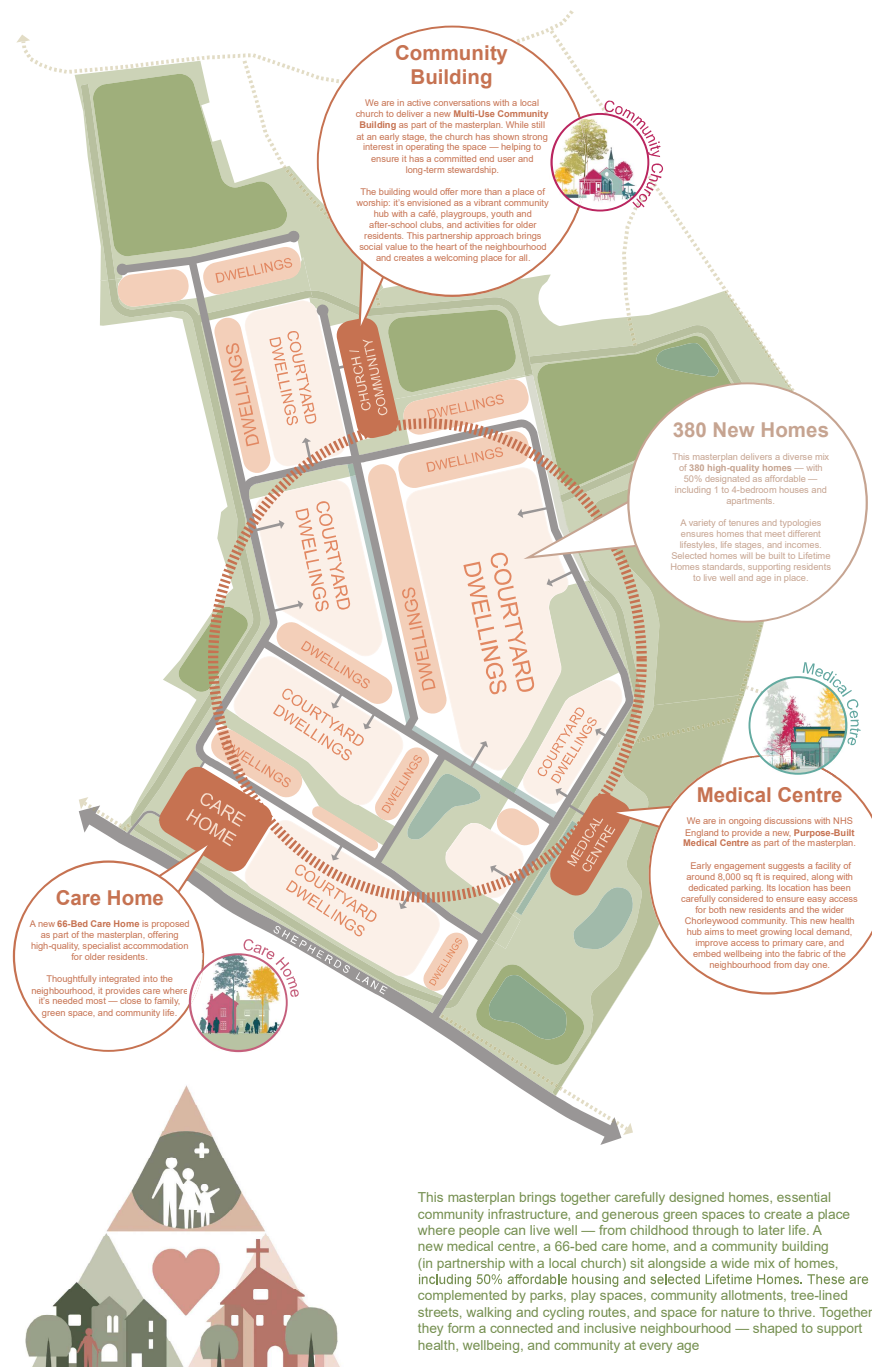 Community
Building
We are in active conversations with a local
church to deliver a new Multi-Use Community
Building as part of the masterplan. While still
at an early stage, the church has shown strong
interest in operating the space — helping to
ensure it has a committed end user and
long-term stewardship.
The building would offer more than a place of
worship: it's envisioned as a vibrant community
hub with a café, playgroups, youth and
after-school clubs, and activities for older
residents. This partnership approach brings
social value to the heart of the neighbourhood
and creates a welcoming place for all.
Community Church
DWELLINGS
DWELLINGS
COURTYARD
DWELLINGS
CHURCH /
COMMUNITY
DWELLINGS
DWELLINGS
380 New Homes
This masterplan delivers a diverse mix
of 380 high-quality homes — with
50% designated as affordable —
including 1 to 4-bedroom houses and
apartments.
A variety of tenures and typologies
ensures homes that meet different
lifestyles, life stages, and incomes.
Selected homes will be built to Lifetime
Homes standards, supporting residents
to live well and age in place.
COURTYARD
DWELLINGS
DWELLINGS
COURTYARD
DWELLINGS
DWELLINGS
COURTYARD
DWELLINGS
DWELLINGS
DWELLINGS
COURTYARD
DWELLINGS
Medical Centre
Medical Centre
We are in ongoing discussions with NHS
England to provide a new, Purpose-Built
Medical Centre as part of the masterplan.
Early engagement suggests a facility of
around 8,000 sq ft is required, along with
dedicated parking. Its location has been
carefully considered to ensure easy access
for both new residents and the wider
Chorleywood community. This new health
hub aims to meet growing local demand,
improve access to primary care, and
embed wellbeing into the fabric of the
neighbourhood from day one.
CARE
HOME
MEDICAL
CENTRE
COURTYARD
DWELLINGS
DWELLINGS
SHEPHERDS LANE
Care Home
A new 66-Bed Care Home is proposed
as part of the masterplan, offering
high-quality, specialist accommodation
for older residents.
Thoughtfully integrated into the
neighbourhood, it provides care where
it's needed most — close to family,
green space, and community life.
Care Home
This masterplan brings together carefully designed homes, essential
community infrastructure, and generous green spaces to create a place
where people can live well — from childhood through to later life. A
new medical centre, a 66-bed care home, and a community building
(in partnership with a local church) sit alongside a wide mix of homes,
including 50% affordable housing and selected Lifetime Homes. These are
complemented by parks, play spaces, community allotments, tree-lined
streets, walking and cycling routes, and space for nature to thrive. Together
they form a connected and inclusive neighbourhood — shaped to support
health, wellbeing, and community at every age